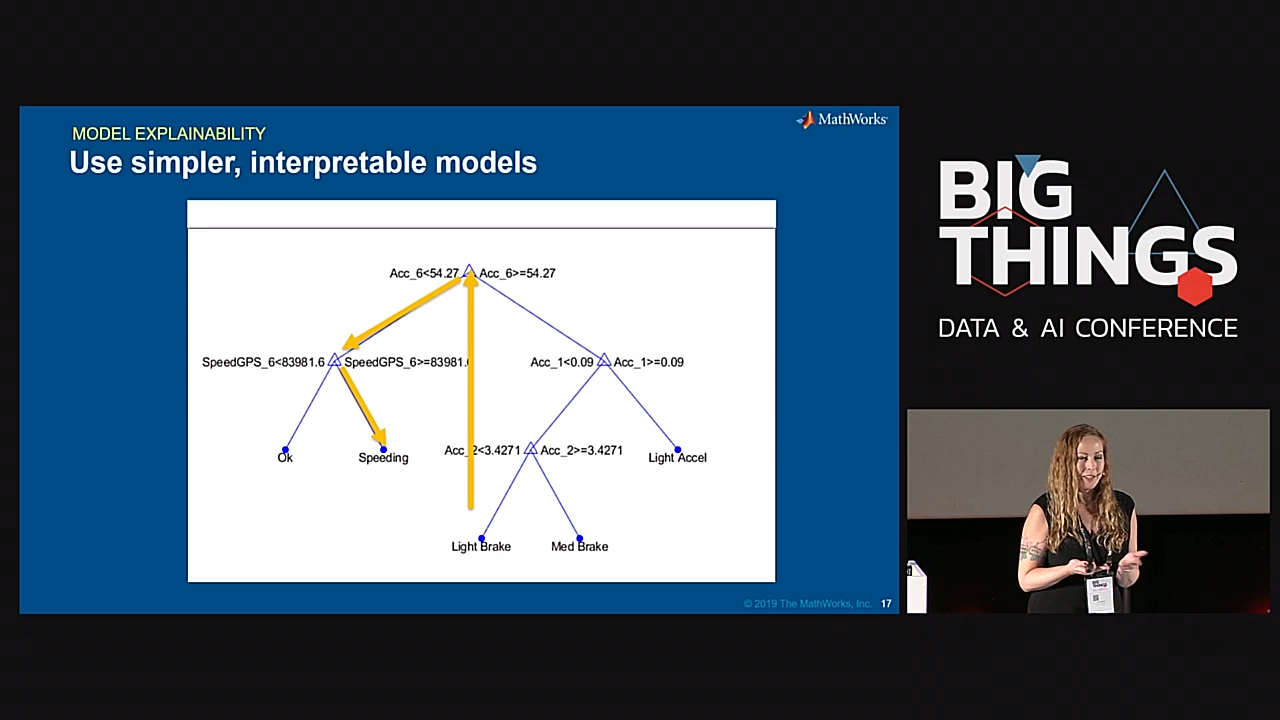 MODEL EXPLAINABILITY
Use simpler, interpretable models
MathWorks
Acc_6<54.27 Acc_6>=54.27
SpeedGPS_6<83981.6 SpeedGPS_6>=83981.
Acc_1<0.09 Acc_1>=0.09
Ok
Speeding
Acc_2<3.4271 Acc_2>=3.4271
Light Accel
Light Brake
Med Brake
© 2019 The MathWorks, Inc. 17
BIG
THINGS
DATA & AI CONFERENCE